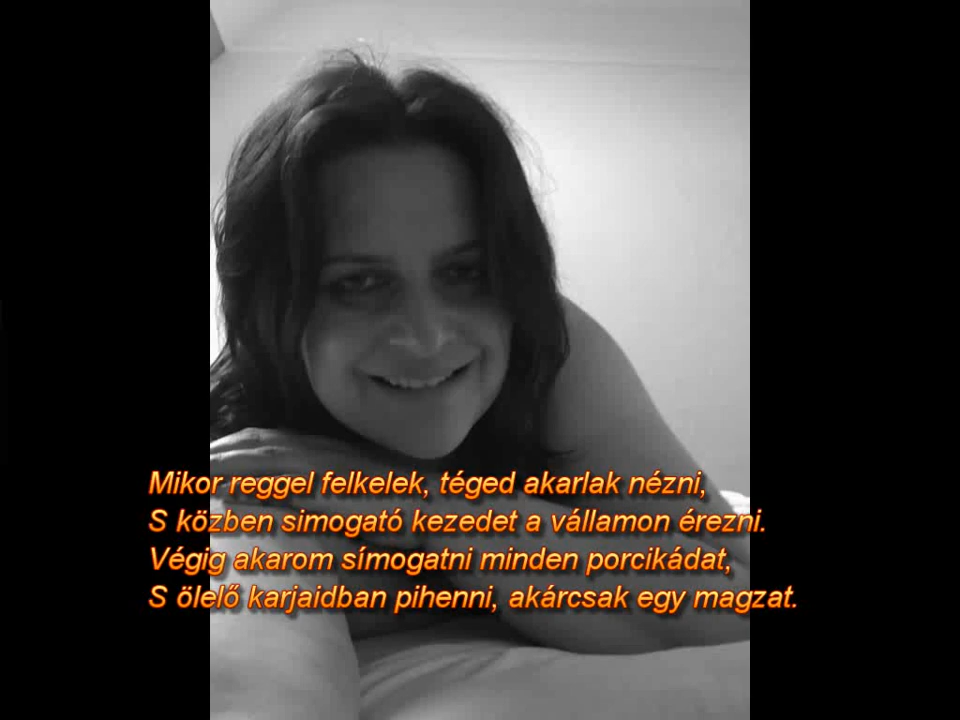 Mikor reggel felkelek, téged akarlak nézni,
S közben simogató kezedet a vállamon érezni.
Végig akarom símogatni minden porcikádat,
S ölelő karjaidban pihenni, akárcsak egy magzat.